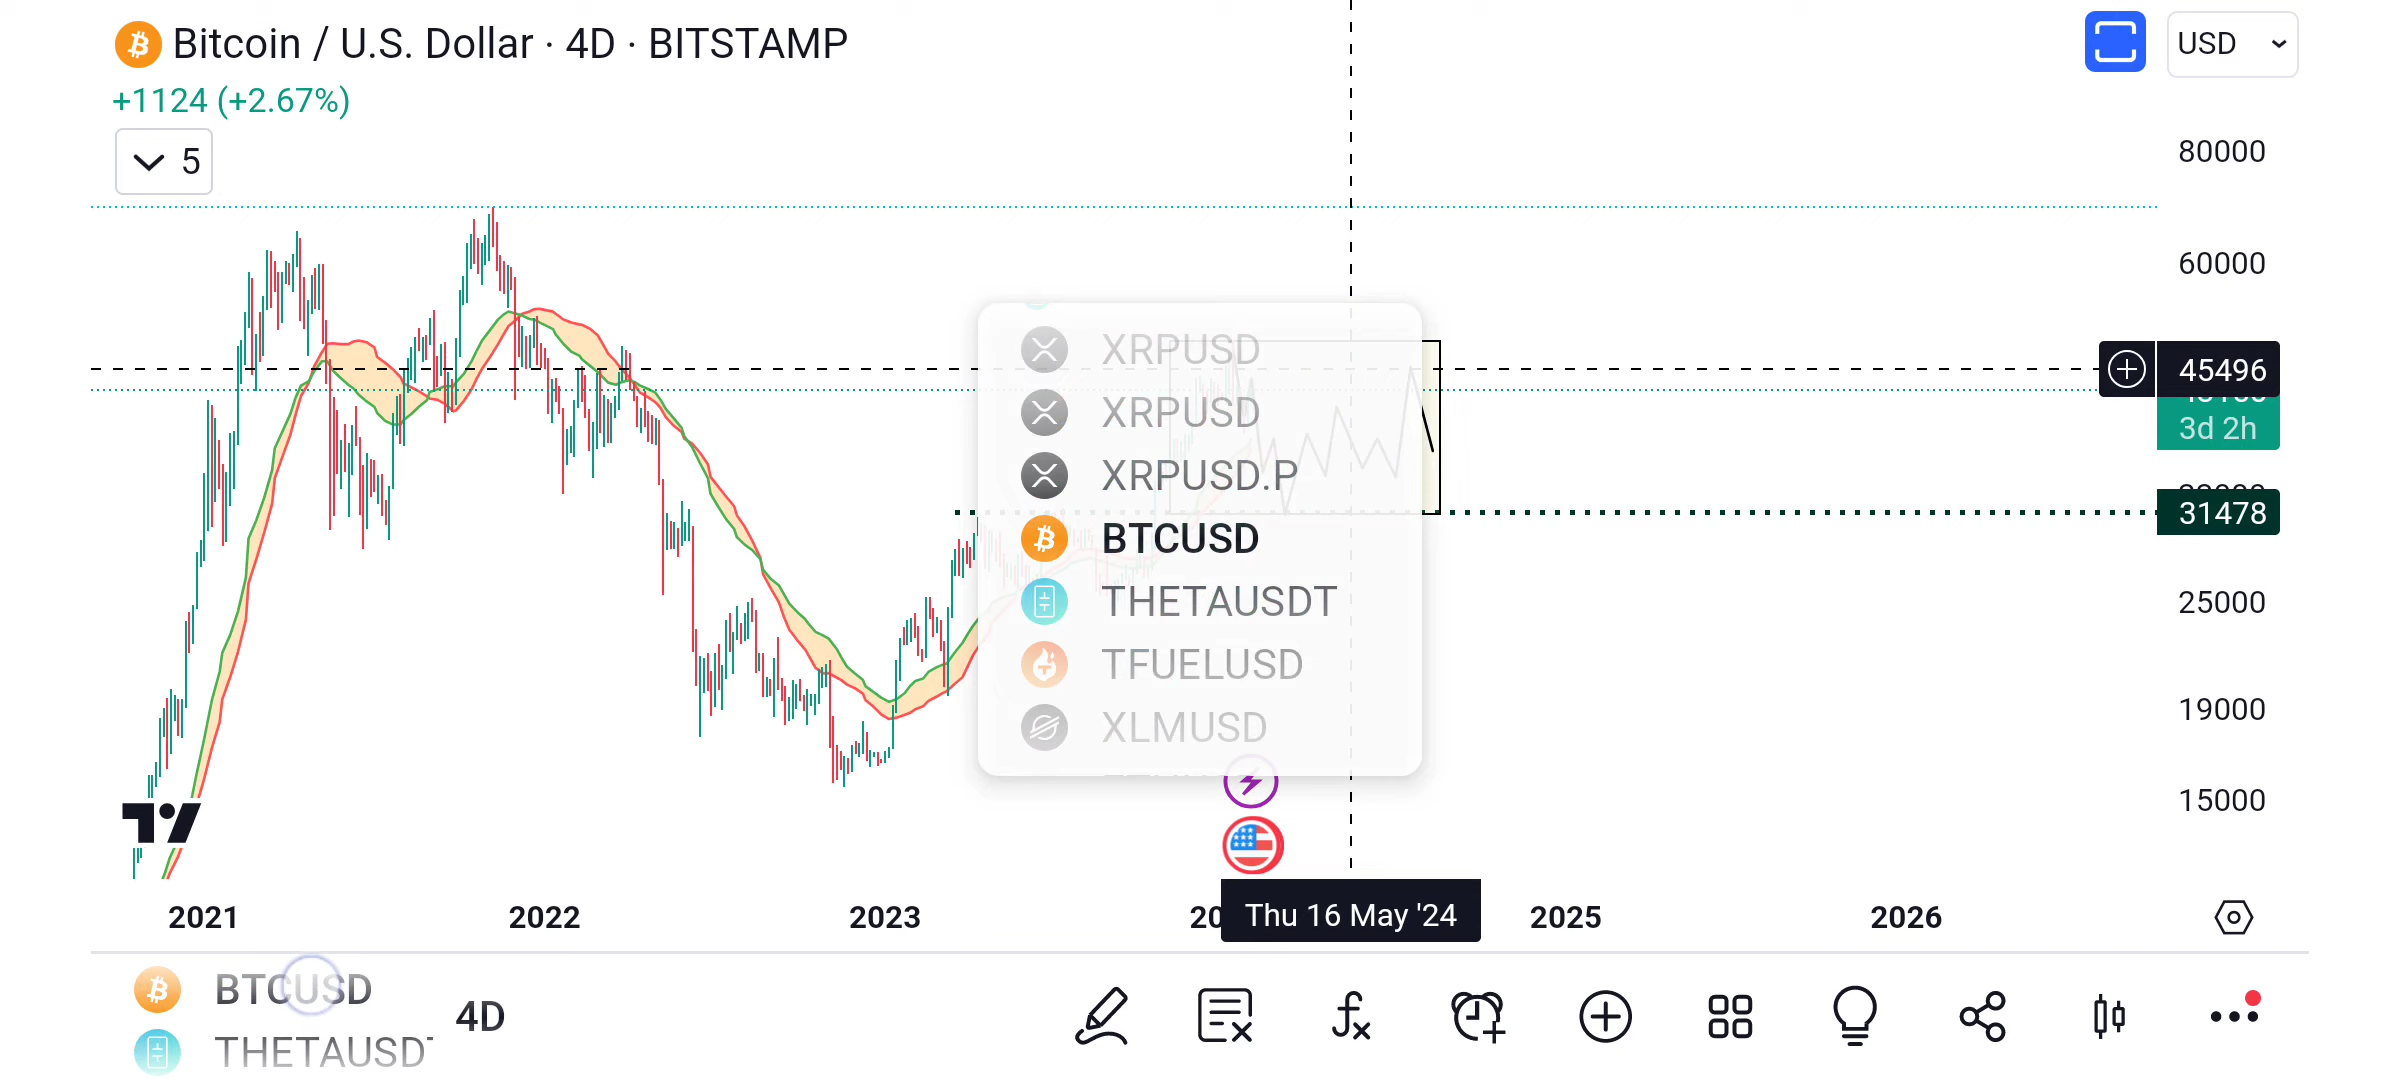 Bitcoin / U.S. Dollar · 4D · BITSTAMP
USD
+1124 (+2.67%)
5
80000
60000
45496
3d 2h
31478
25000
19000
15000
XRPUSD
XRPUSD
XRPUSD.P
BTCUSD
THETAUSDT
TFUELUSD
XLMUSD
2021
2022
2023
Thu 16 May '24
2025
2026
BTCUSD
4D
THETAUSDT